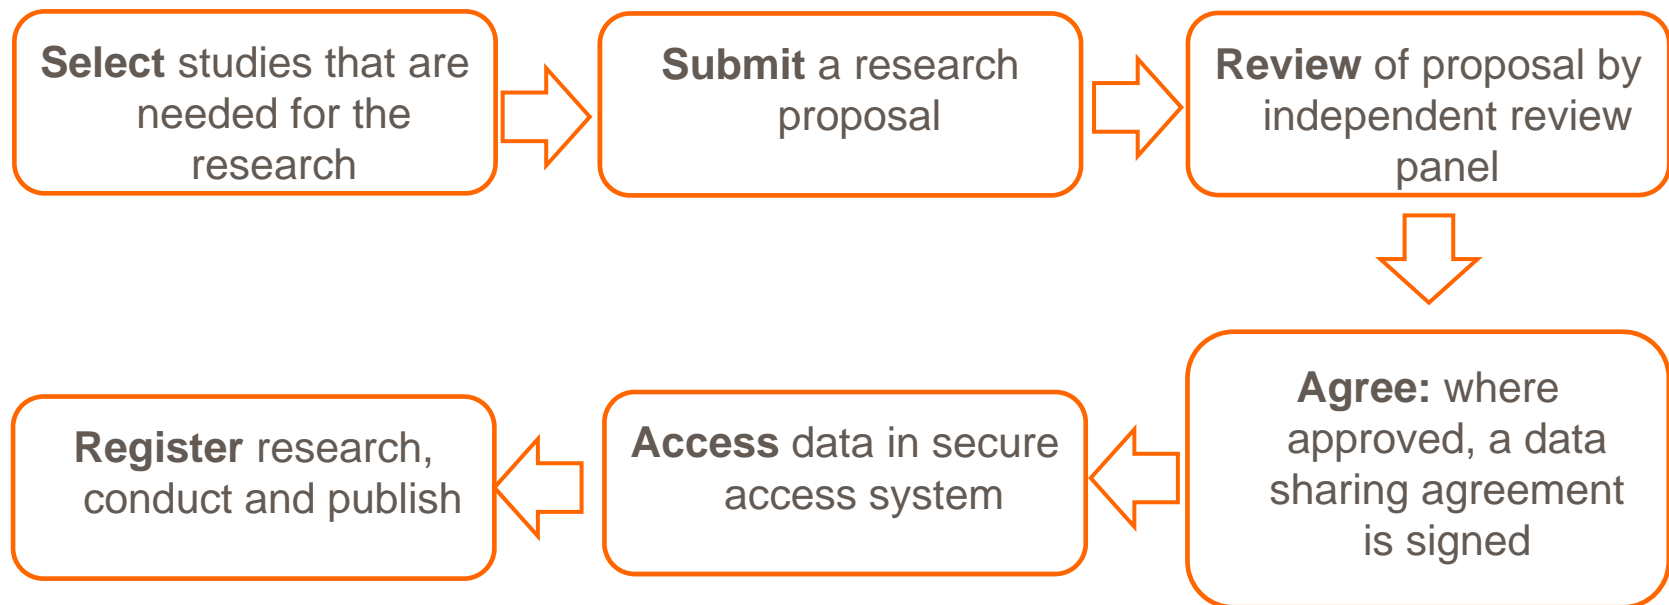 Select studies that are
needed for the
research
Submit a research
proposal
Review of proposal by
independent review
panel
Agree: where
approved, a data
sharing agreement
is signed
Access data in secure
access system
Register research,
conduct and publish